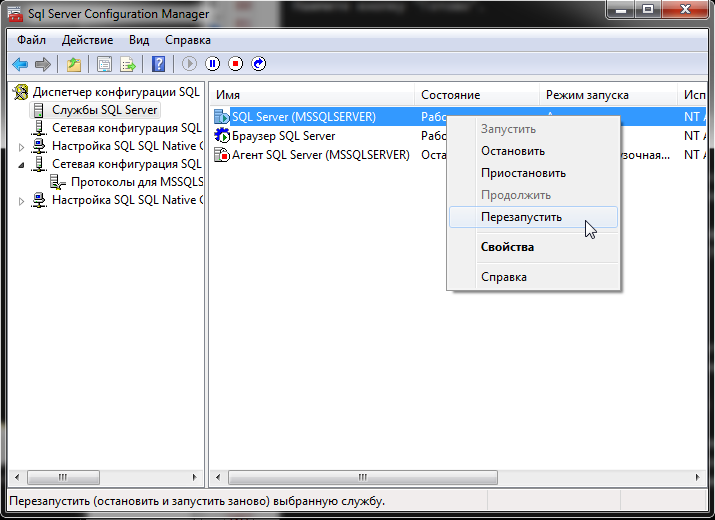 Sql Server Configuration Manager
Файл Действие Вид Справка
Диспетчер конфигурации SQL
Службы SQL Server
Сетевая конфигурация SQL
Настройка SQL SQL Native C
Сетевая конфигурация SQL
Протоколы для MSSQLS
Настройка SQL SQL Native C
Имя Состояние Режим запуска Исп
SQL Server (MSSQLSERVER) Рабо NT A
Браузер SQL Server Рабо NT A
Агент SQL Server (MSSQLSERVER) Оста узочная... NT A
Запустить
Остановить
Приостановить
Продолжить
Перезапустить
Свойства
Справка
Перезапустить (остановить и запустить заново) выбранную службу.